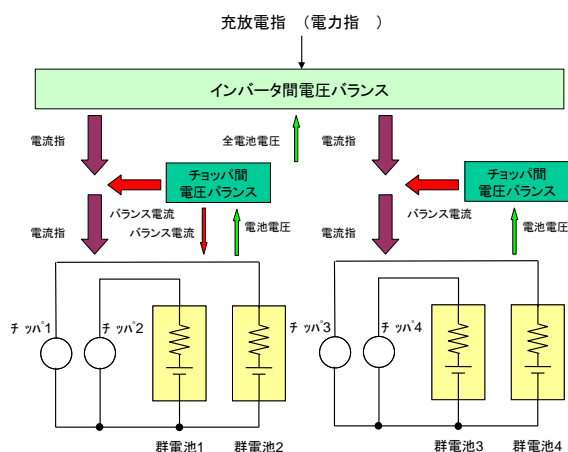 充放電指　（電力指　）
インバータ間電圧バランス
電流指
全電池電圧
電流指
チョッパ間
電圧バランス
チョッパ間
電圧バランス
バランス電流
バランス電流
電池電圧
バランス電流
電池電圧
電流指
電流指
チョッパ1
チョッパ2
チョッパ3
チョッパ4
群電池1
群電池2
群電池3
群電池4